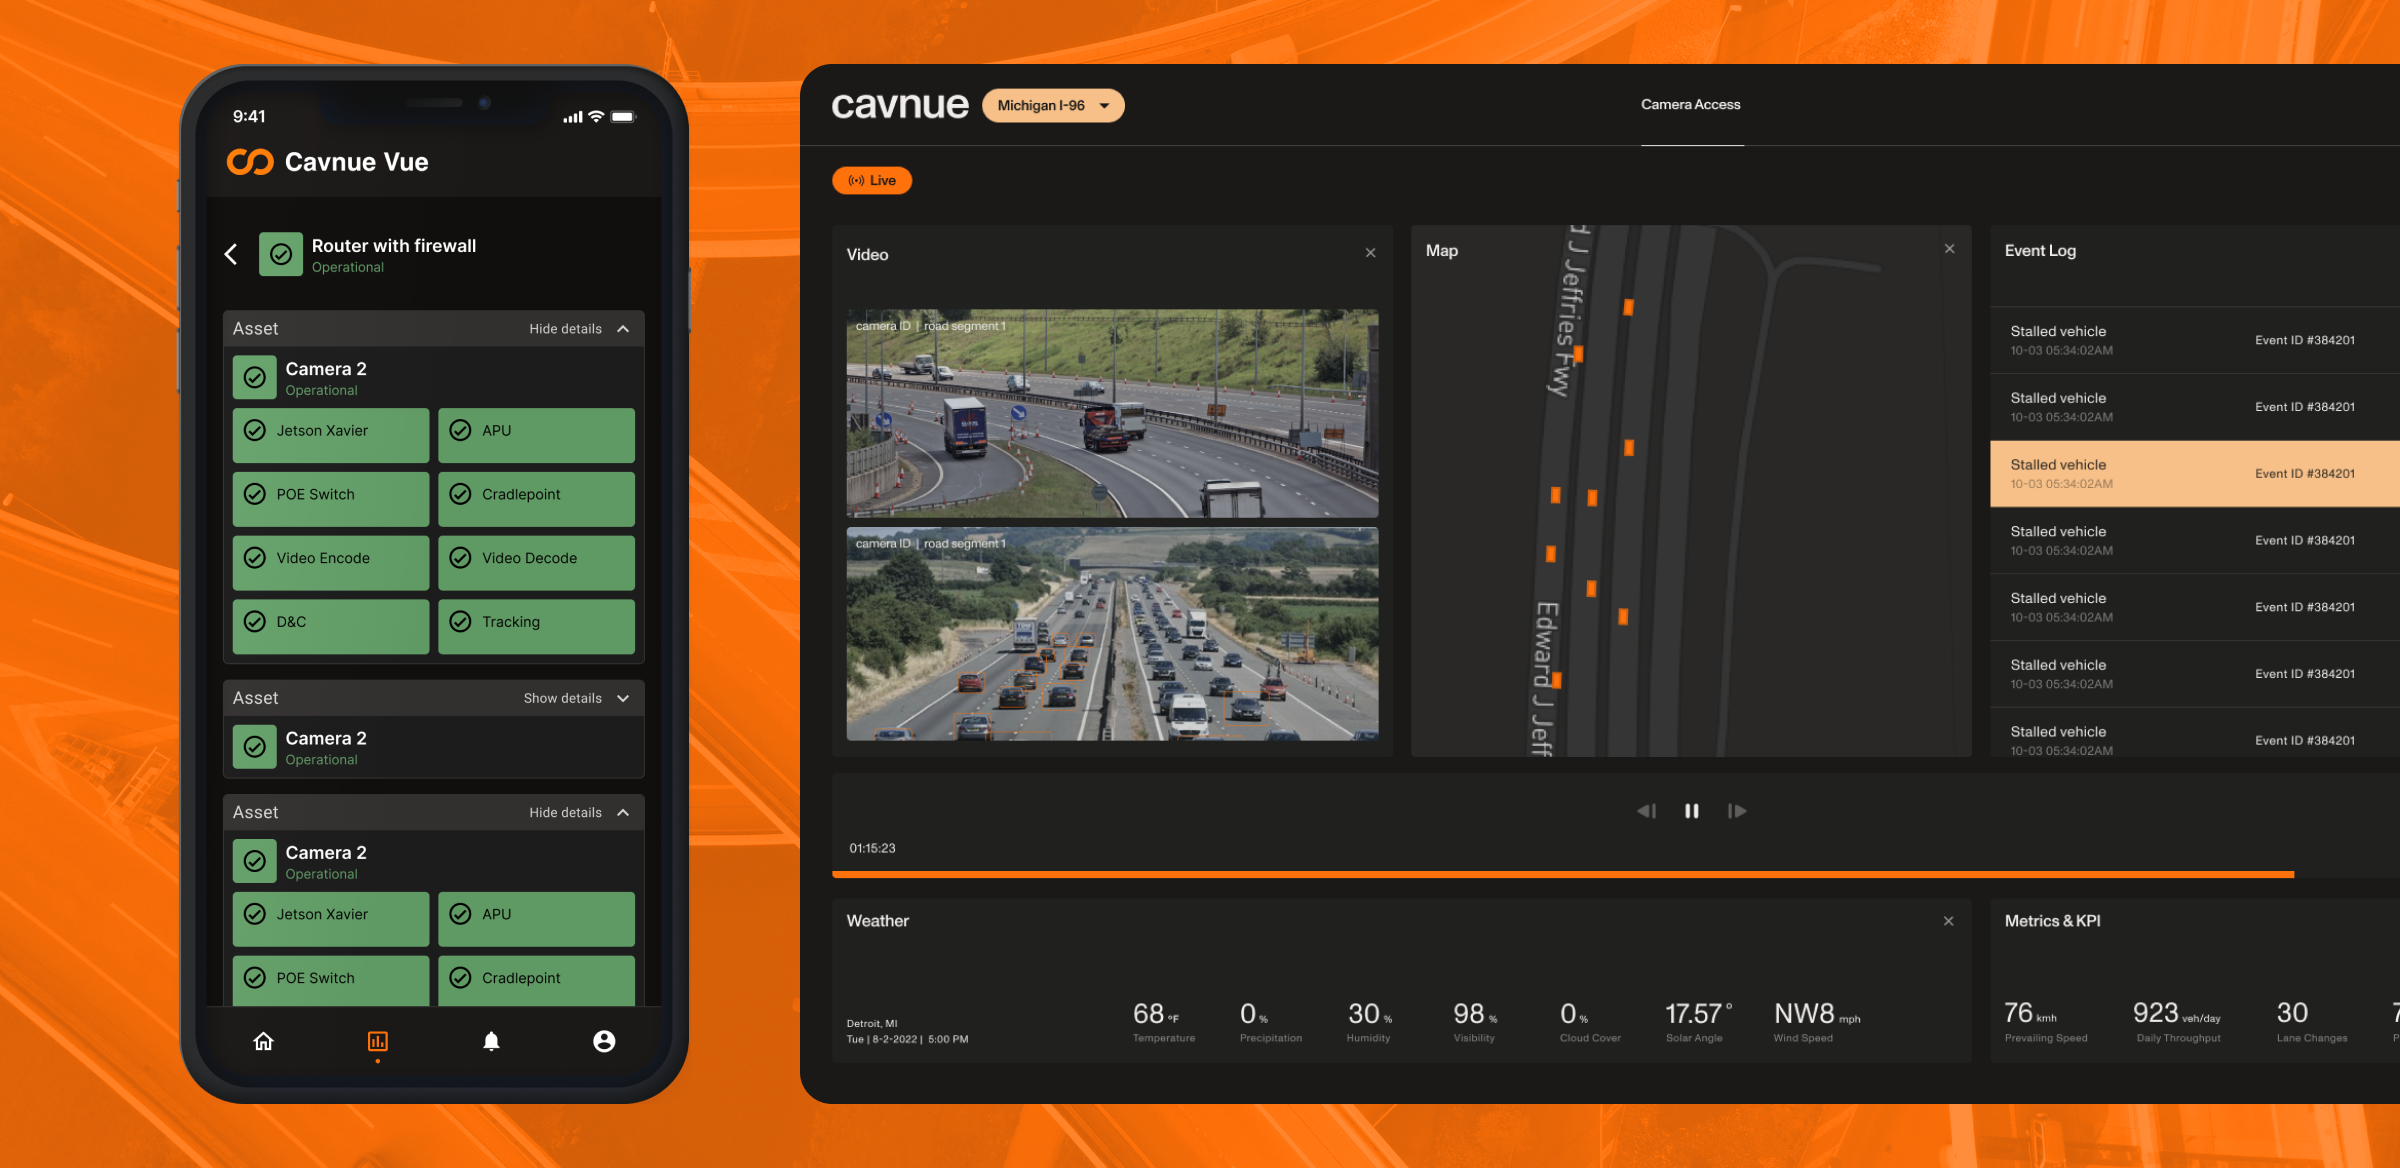 9:41
Cavnue Vue
Router with firewall
Operational
Asset
Hide details
Camera 2
Operational
Jetson Xavier
APU
POE Switch
Cradlepoint
Video Encode
Video Decode
D&C
Tracking
Asset
Show details
Camera 2
Operational
Asset
Hide details
Camera 2
Operational
Jetson Xavier
APU
POE Switch
Cradlepoint
cavnue
Michigan I-96
Camera Access
Live
Video
camera ID | road segment 1
camera ID | road segment 1
Map
d J Jeffries Fwy
Edward J Jeff
Event Log
Stalled vehicle
10-03 05:34:02AM
Event ID #384201
Stalled vehicle
10-03 05:34:02AM
Event ID #384201
Stalled vehicle
10-03 05:34:02AM
Event ID #384201
Stalled vehicle
10-03 05:34:02AM
Event ID #384201
Stalled vehicle
10-03 05:34:02AM
Event ID #384201
Stalled vehicle
10-03 05:34:02AM
Event ID #384201
Stalled vehicle
10-03 05:34:02AM
Event ID #384201
01:15:23
Weather
Detroit, MI
Tue | 8-2-2022 | 5:00 PM
68 °F
Temperature
0 %
Precipitation
30 %
Humidity
98 %
Visibility
0 %
Cloud Cover
17.57 °
Solar Angle
NW8 mph
Wind Speed
Metrics & KPI
76 kmh
Prevailing Speed
923 veh/day
Daily Throughput
30
Lane Changes